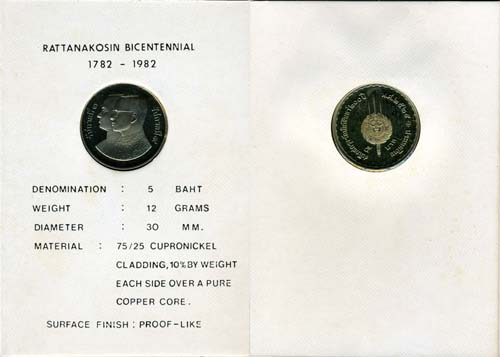 RATTANAKOSIN BICENTENNIAL
1782 - 1982
DENOMINATION : 5 BAHT
WEIGHT : 12 GRAMS
DIAMETER : 30 MM.
MATERIAL : 75/25 CUPRONICKEL
CLADDING, 10% BY WEIGHT
EACH SIDE OVER A PURE
COPPER CORE.
SURFACE FINISH : PROOF-LIKE